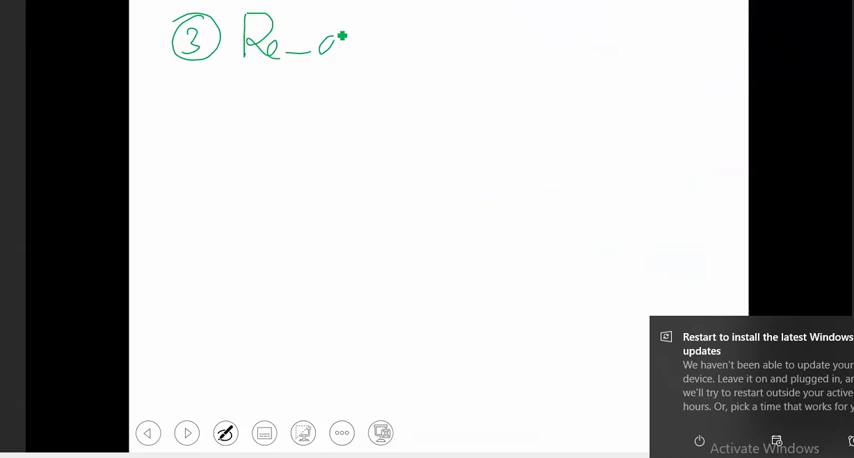 ③ Re_a
Restart to install the latest Windows
updates
We haven't been able to update your
device. Leave it on and plugged in, an
we'll try to restart outside your active
hours. Or, pick a time that works for y
Activate Windows